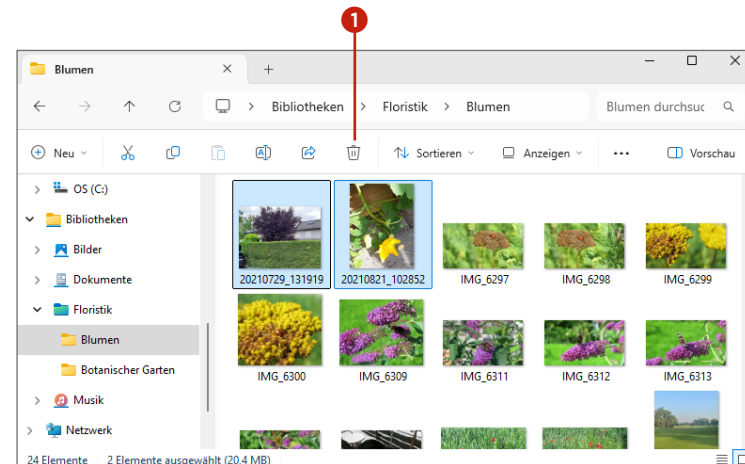 1
Blumen
Bibliotheken > Floristik > Blumen
Blumen durchsuc
Neu
Sortieren
Anzeigen
Vorschau
OS (C:)
Bibliotheken
Bilder
Dokumente
Floristik
Blumen
Botanischer Garten
Musik
Netzwerk
20210729_131919
20210821_102852
IMG_6297
IMG_6298
IMG_6299
IMG_6300
IMG_6309
IMG_6311
IMG_6312
IMG_6313
24 Elemente
2 Elemente ausgewählt (20,4 MB)